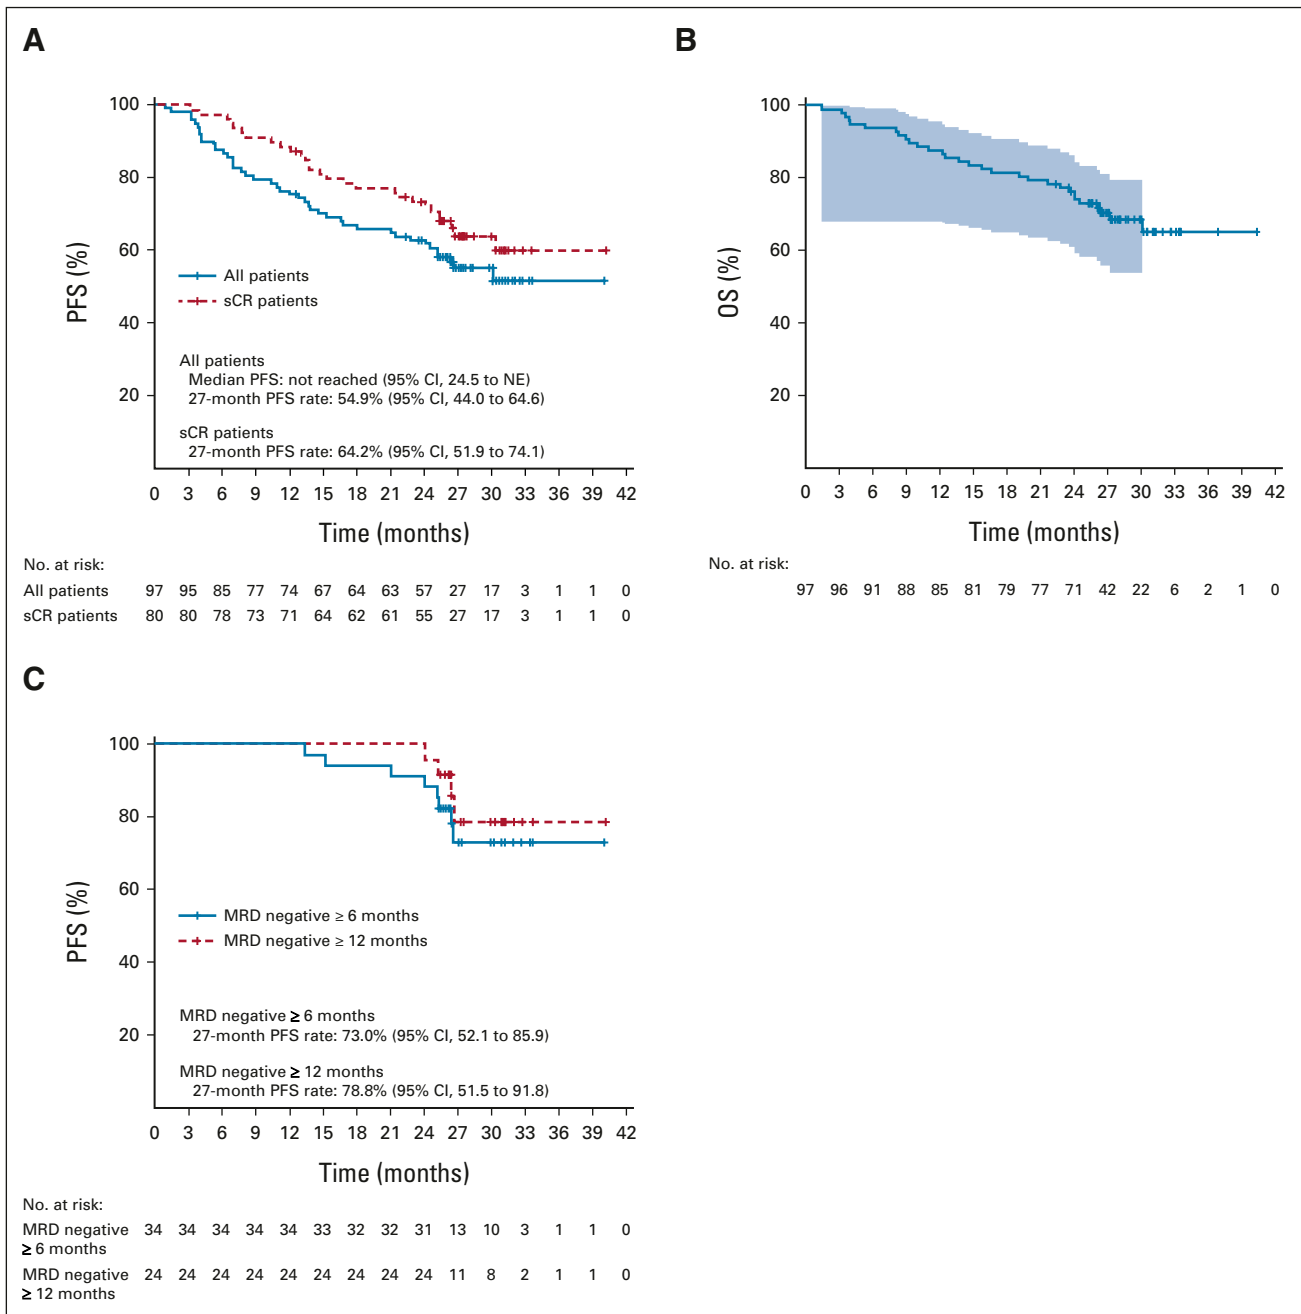 A
100
80
60
40
20
PFS (%)
All patients
sCR patients
All patients
Median PFS: not reached (95% CI, 24.5 to NE)
27-month PFS rate: 54.9% (95% CI, 44.0 to 64.6)
sCR patients
27-month PFS rate: 64.2% (95% CI, 51.9 to 74.1)
0 3 6 9 12 15 18 21 24 27 30 33 36 39 42
Time (months)
No. at risk:
All patients 97 95 85 77 74 67 64 63 57 27 17 3 1 1 0
sCR patients 80 80 78 73 71 64 62 61 55 27 17 3 1 1 0
B
100
80
60
40
20
OS (%)
0 3 6 9 12 15 18 21 24 27 30 33 36 39 42
Time (months)
No. at risk:
97 96 91 88 85 81 79 77 71 42 22 6 2 1 0
C
100
80
60
40
20
PFS (%)
MRD negative ≥ 6 months
MRD negative ≥ 12 months
MRD negative ≥ 6 months
27-month PFS rate: 73.0% (95% CI, 52.1 to 85.9)
MRD negative ≥ 12 months
27-month PFS rate: 78.8% (95% CI, 51.5 to 91.8)
0 3 6 9 12 15 18 21 24 27 30 33 36 39 42
Time (months)
No. at risk:
MRD negative 34 34 34 34 34 33 32 32 31 13 10 3 1 1 0
≥ 6 months
MRD negative 24 24 24 24 24 24 24 24 24 11 8 2 1 1 0
≥ 12 months